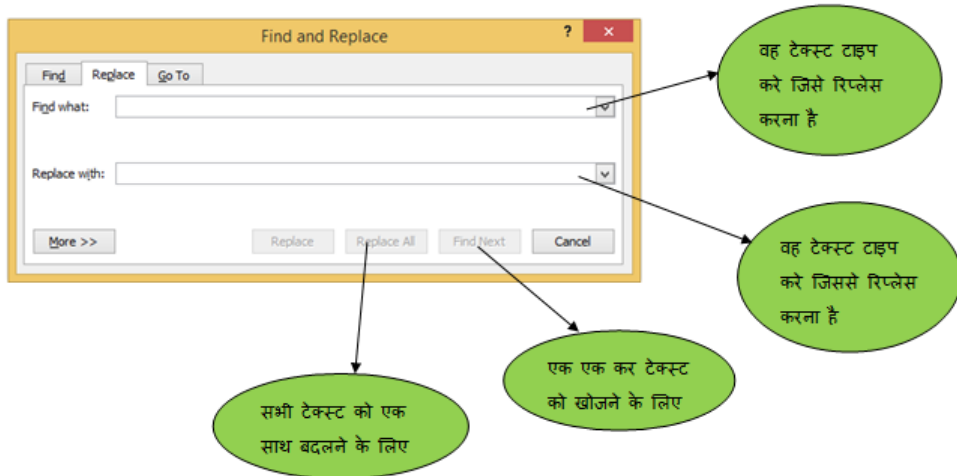 Find and Replace
?
Find Replace Go To
Find what:
Replace with:
More >> Replace Replace All Find Next Cancel
वह टेक्स्ट टाइप
करे जिसे रिप्लेस
करना है
वह टेक्स्ट टाइप
करे जिससे रिप्लेस
करना है
एक एक कर टेक्स्ट
को खोजने के लिए
सभी टेक्स्ट को एक
साथ बदलने के लिए